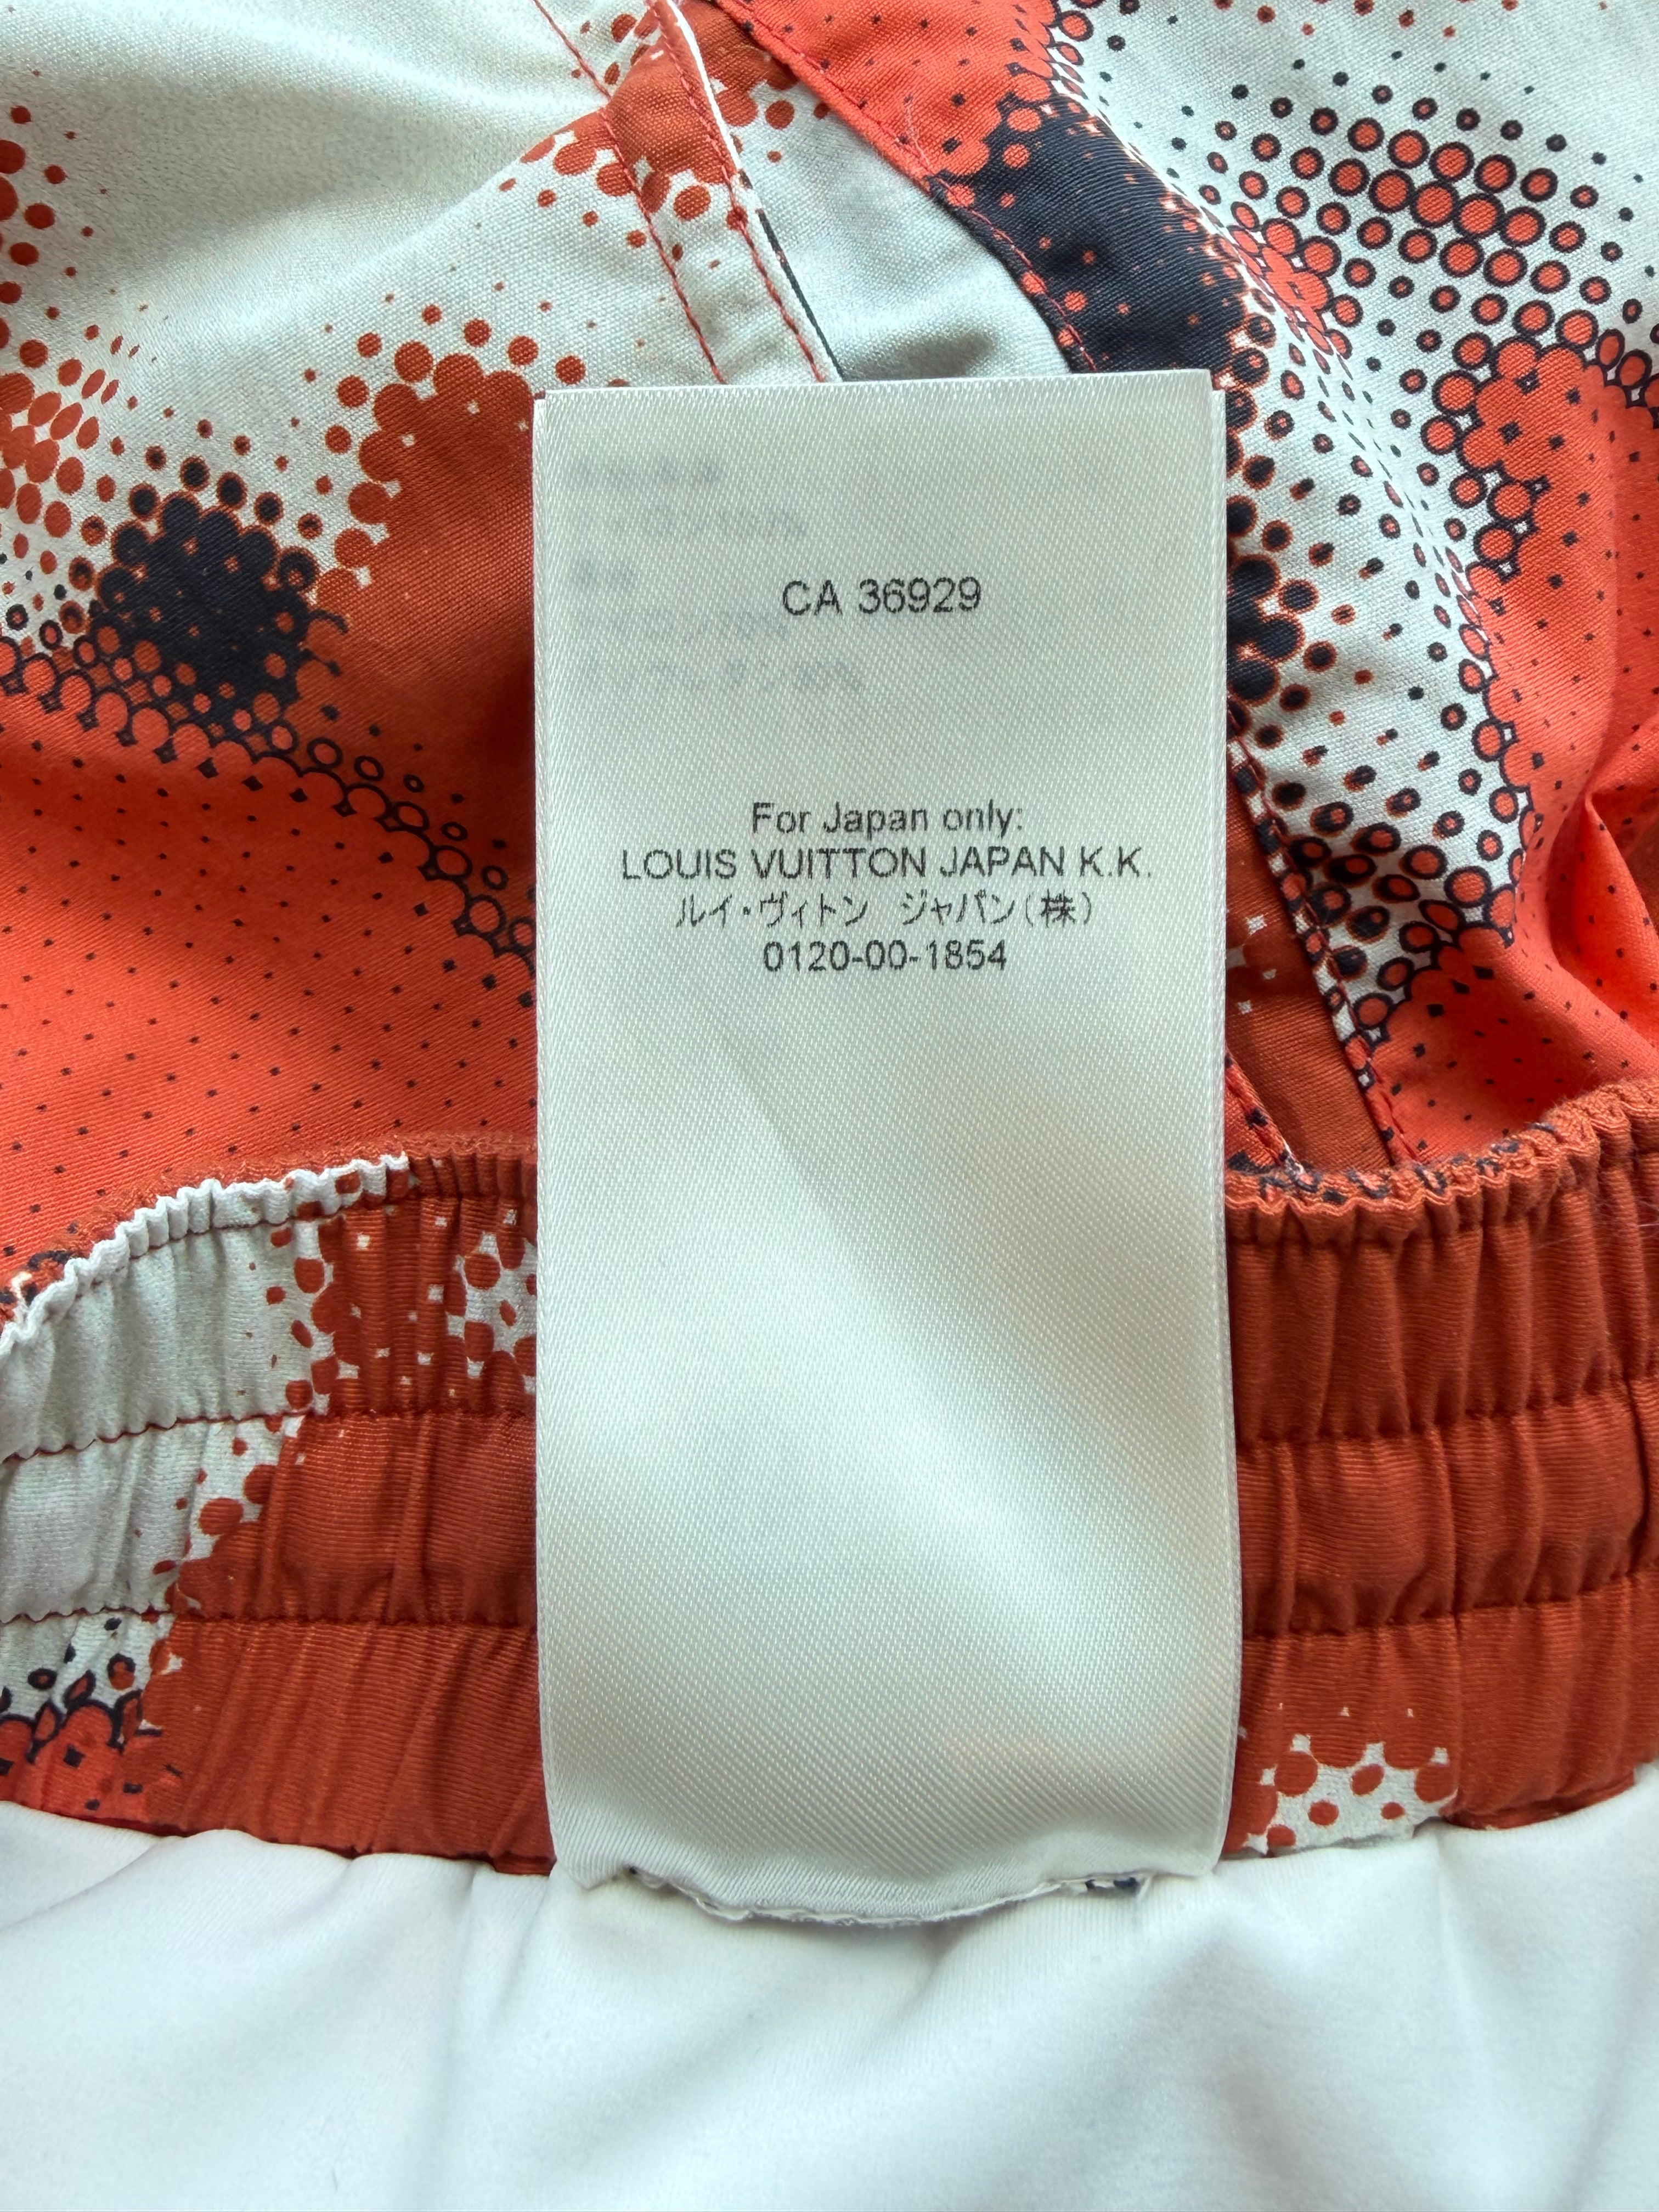 CA 36929
For Japan only:
LOUIS VUITTON JAPAN K.K.
ルイ・ヴィトン ジャパン(株)
0120-00-1854